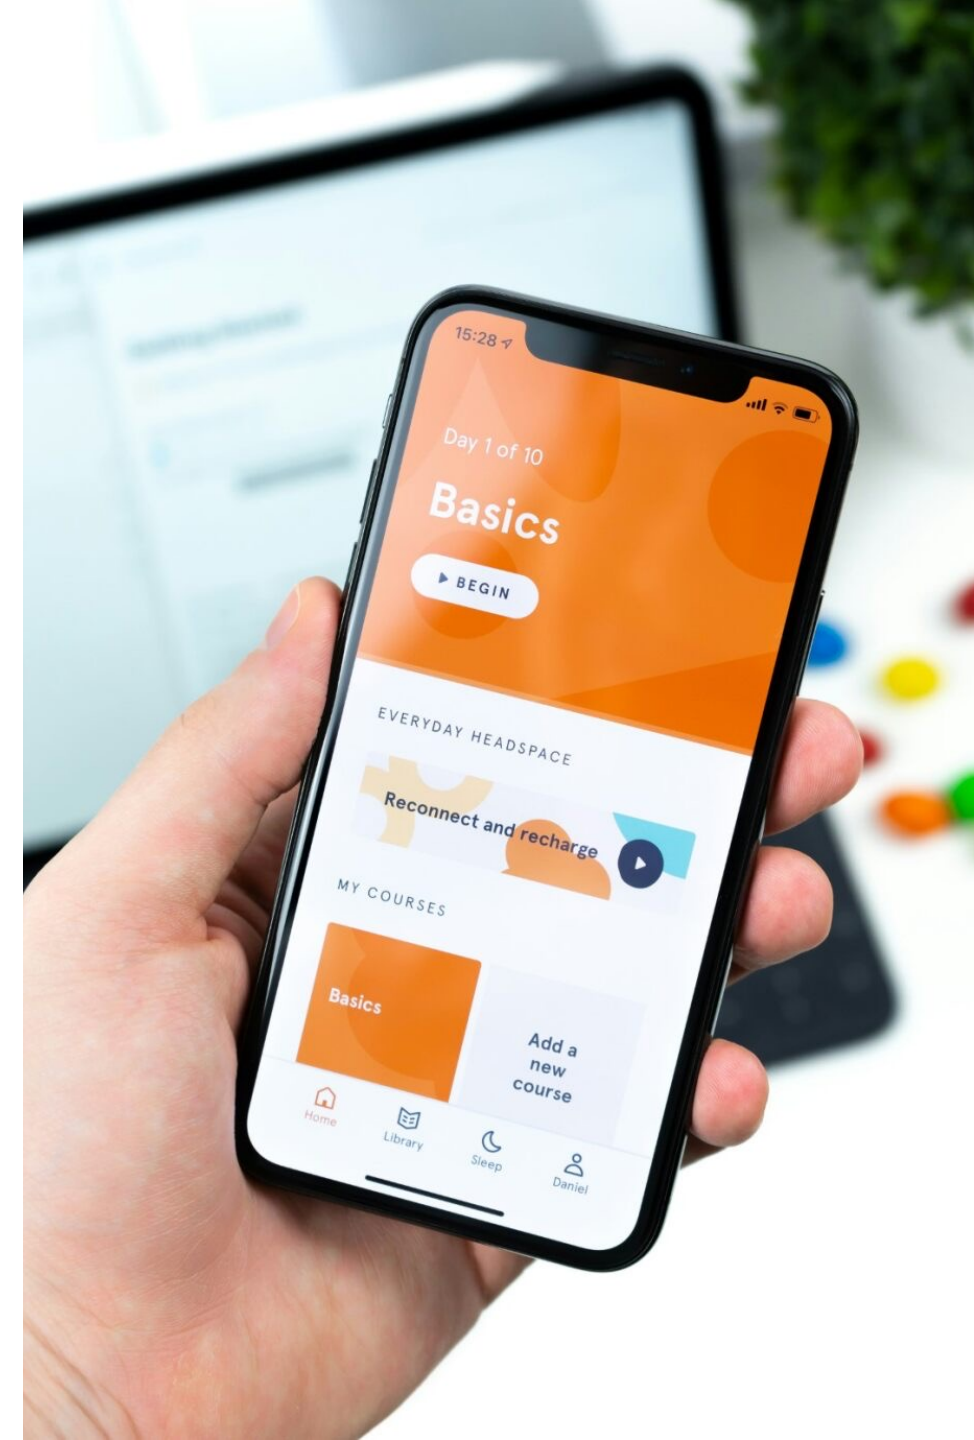 15:28
Day 1 of 10
Basics
BEGIN
EVERYDAY HEADSPACE
Reconnect and recharge
MY COURSES
Basics
Add a
new
course
Home
Library
Sleep
Daniel